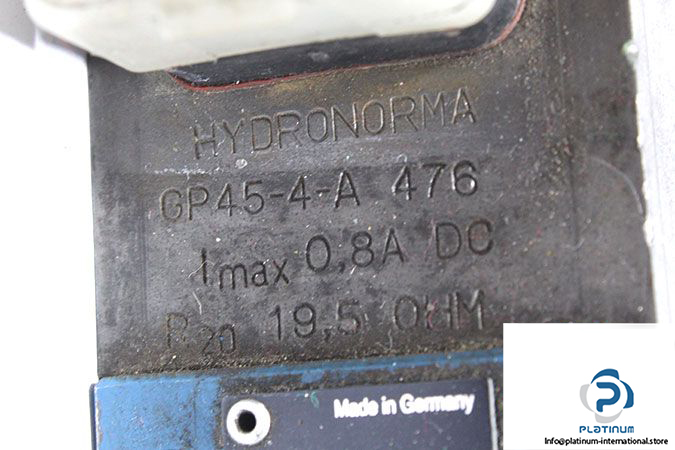 HYDRONORMA
GP45-4-A 476
Imax 0,8A DC
R20 19,5 OHM
Made in Germany
PLATINUM
Info@platinum-international.store